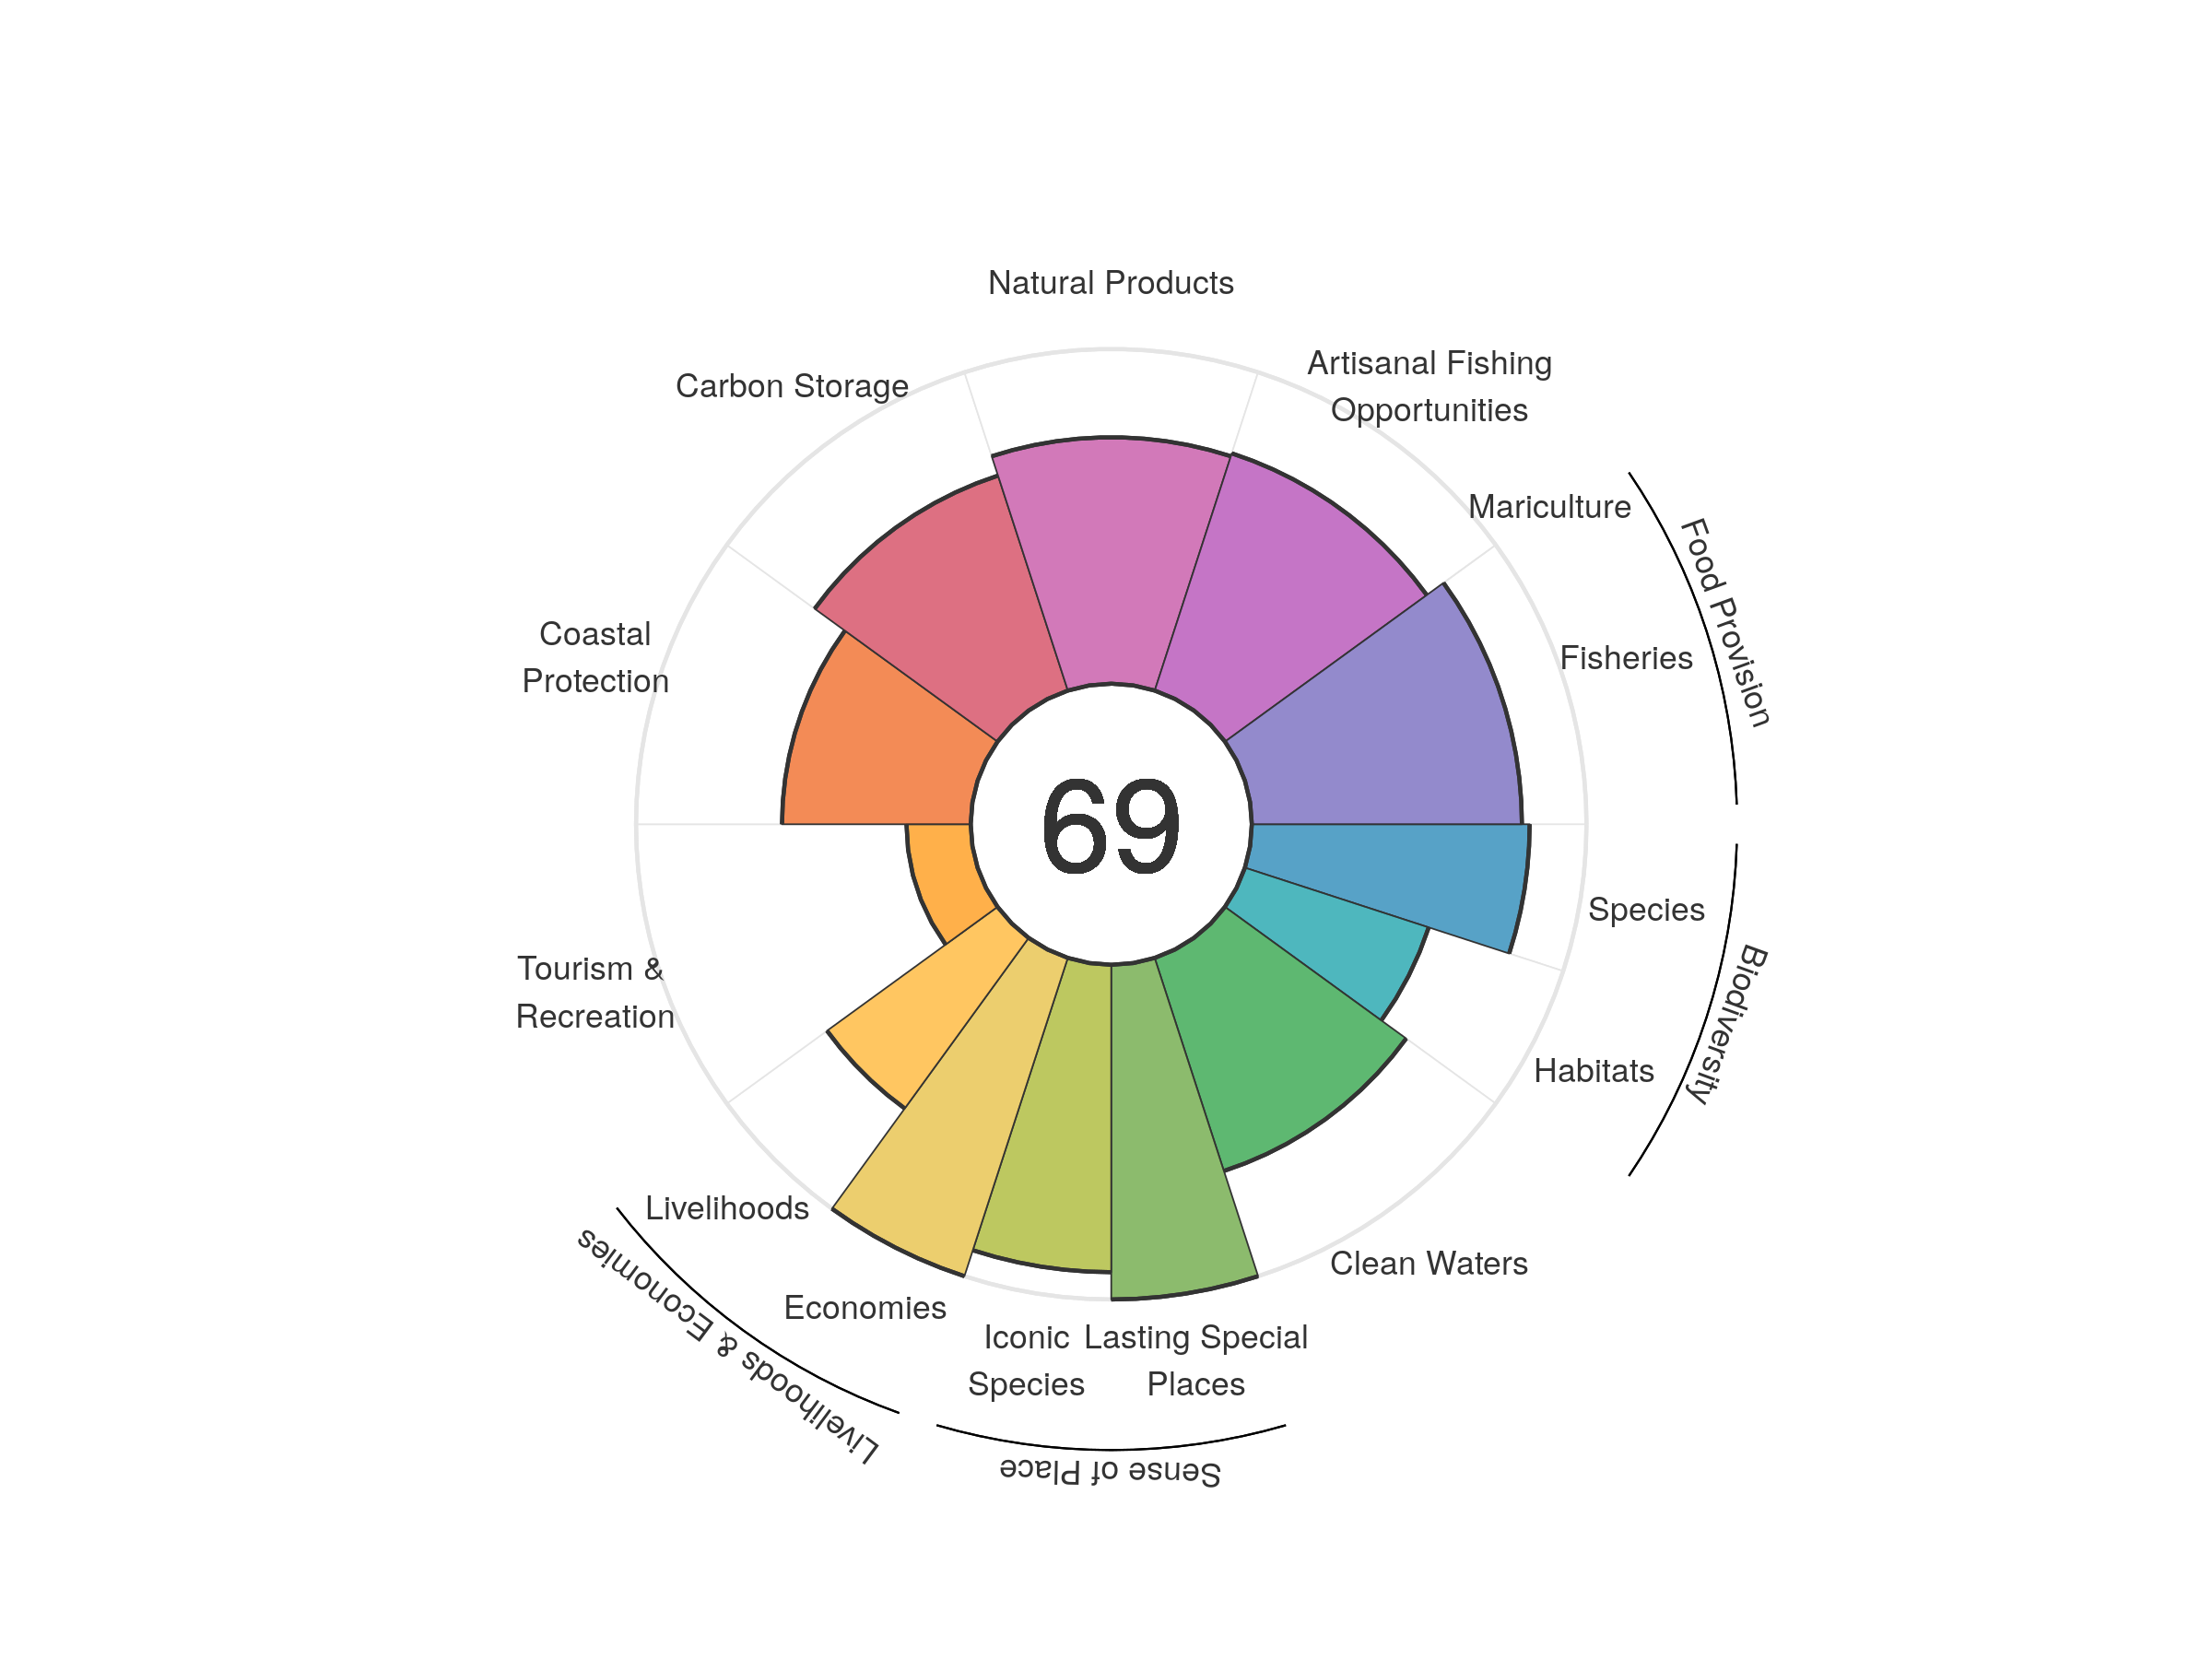 Natural Products
Artisanal Fishing
Opportunities
Carbon Storage
Mariculture
Food Provision
Coastal
Protection
Fisheries
69
Species
Biodiversity
Tourism &
Recreation
Habitats
Livelihoods
Livelihoods & Economies
Clean Waters
Economies
Iconic
Species
Lasting Special
Places
Sense of Place